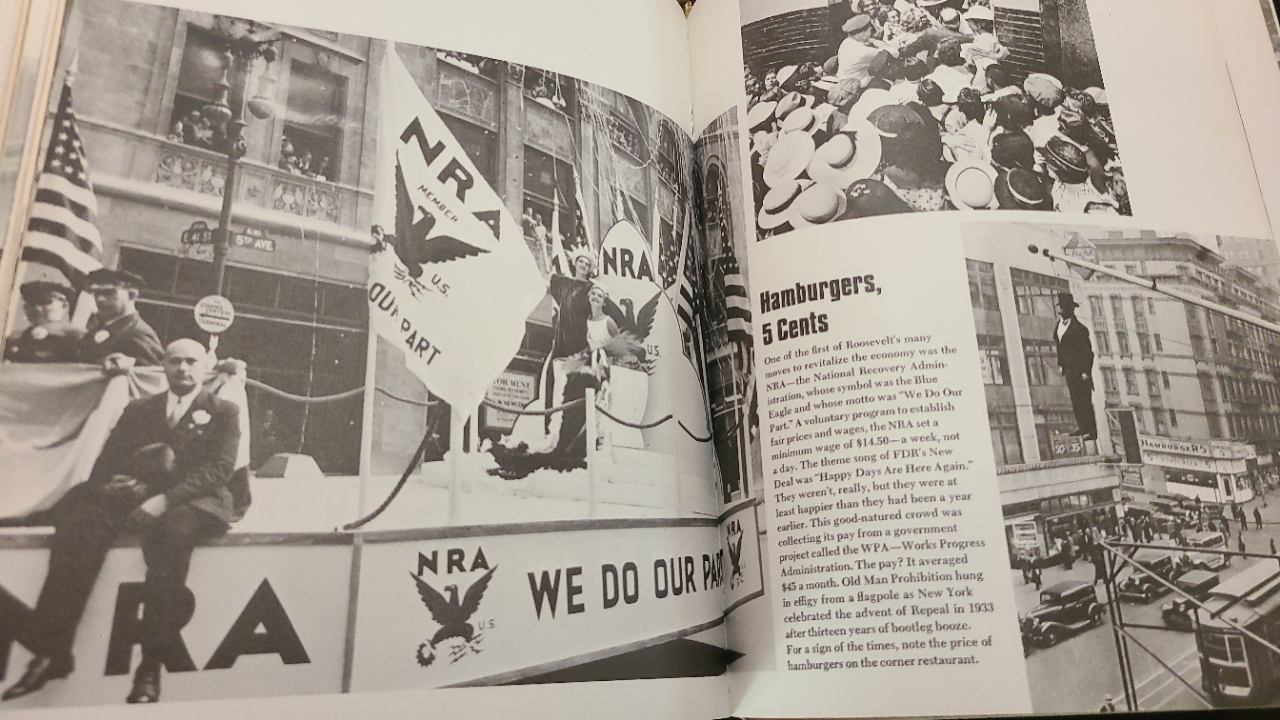 NRA
MEMBER
U.S.
OUR PART
E. 41 ST.
5TH AVE
TERMINAL
NRA
U.S.
NRA
U.S.
WE DO OUR PART
NRA
Hamburgers,
5 Cents
One of the first of Roosevelt's many
moves to revitalize the economy was the
NRA—the National Recovery Admin-
istration, whose symbol was the Blue
Eagle and whose motto was "We Do Our
Part." A voluntary program to establish
fair prices and wages, the NRA set a
minimum wage of $14.50—a week, not
a day. The theme song of FDR's New
Deal was "Happy Days Are Here Again."
They weren't, really, but they were at
least happier than they had been a year
earlier. This good-natured crowd was
collecting its pay from a government
project called the WPA—Works Progress
Administration. The pay? It averaged
$45 a month. Old Man Prohibition hung
in effigy from a flagpole as New York
celebrated the advent of Repeal in 1933
after thirteen years of bootleg booze.
For a sign of the times, note the price of
hamburgers on the corner restaurant.
HAMBURGERS